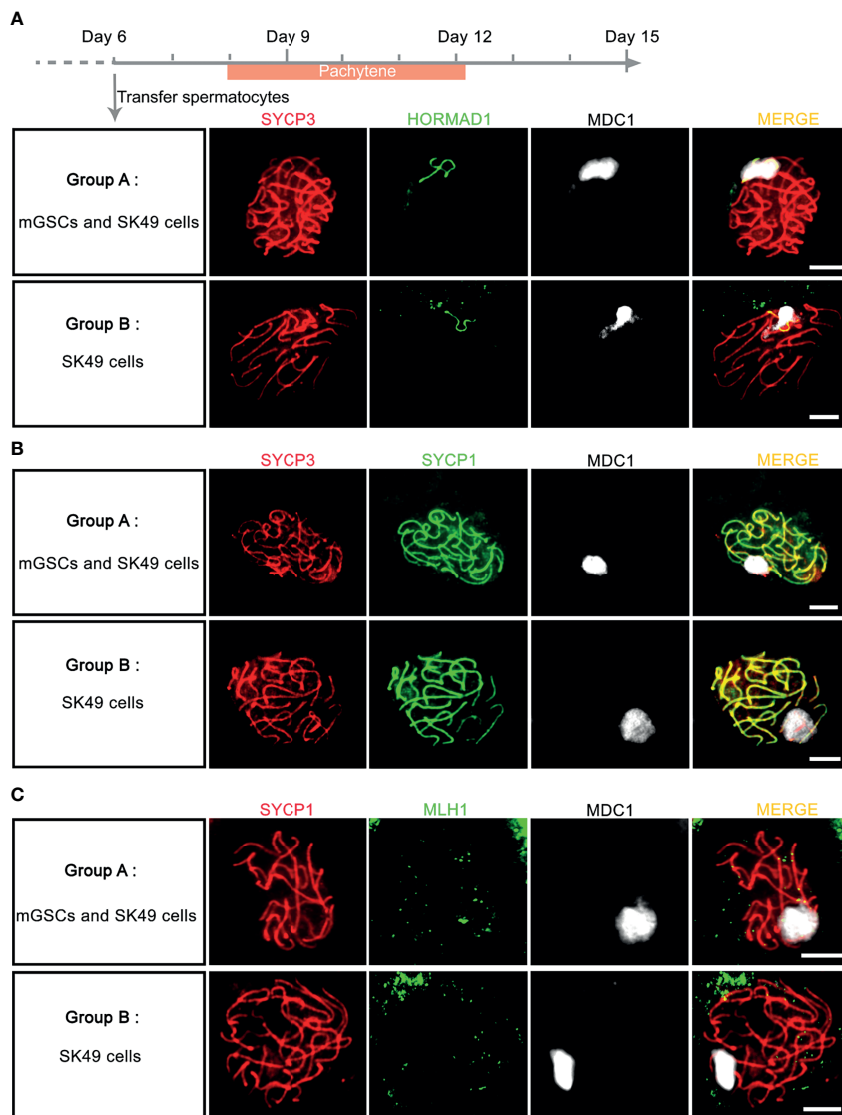 A
Day 6 Day 9 Day 12 Day 15
Pachytene
Transfer spermatocytes
SYCP3 HORMAD1 MDC1 MERGE
Group A :
mGSCs and SK49 cells
Group B :
SK49 cells
B
SYCP3 SYCP1 MDC1 MERGE
Group A :
mGSCs and SK49 cells
Group B :
SK49 cells
C
SYCP1 MLH1 MDC1 MERGE
Group A :
mGSCs and SK49 cells
Group B :
SK49 cells